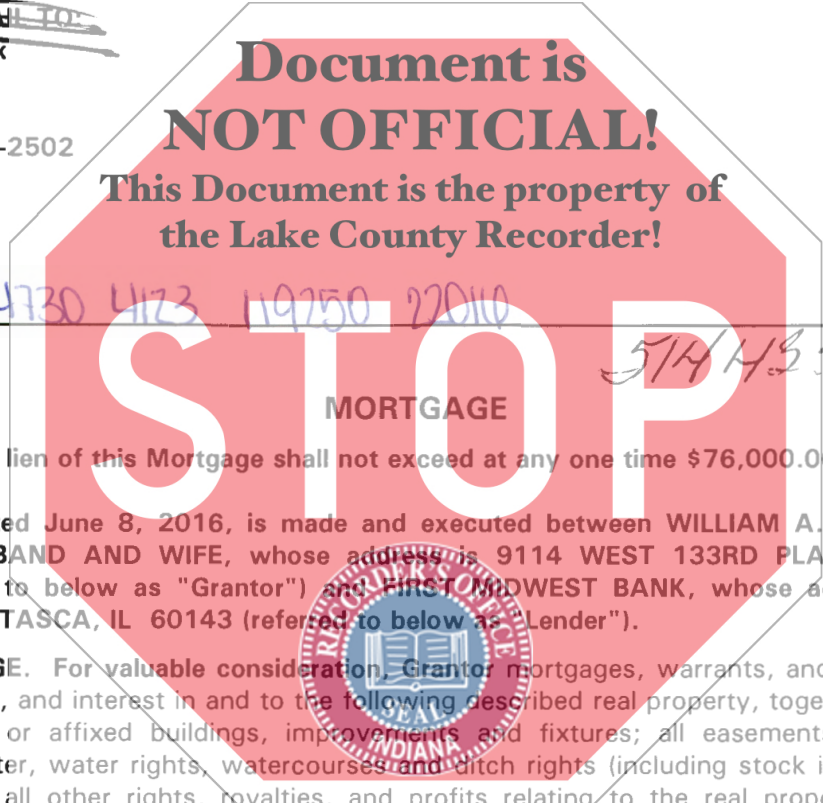 TO:
-2502
Document is
NOT OFFICIAL!
This Document is the property of
the Lake County Recorder!
4730 4123 119250 22016
STOP
MORTGAGE
lien of this Mortgage shall not exceed at any one time $76,000.0
ed June 8, 2016, is made and executed between WILLIAM A.
BAND AND WIFE, whose address is 9114 WEST 133RD PLA
to below as "Grantor") and FIRST MIDWEST BANK, whose a
TASCA, IL 60143 (referred to below as "Lender").
GE. For valuable consideration, Grantor mortgages, warrants, and
, and interest in and to the following described real property, toge
or affixed buildings, improvements and fixtures; all easement
ter, water rights, watercourses and ditch rights (including stock i
all other rights, royalties, and profits relating to the real prope
RECORDER'S OFFICE
SEAL
INDIANA